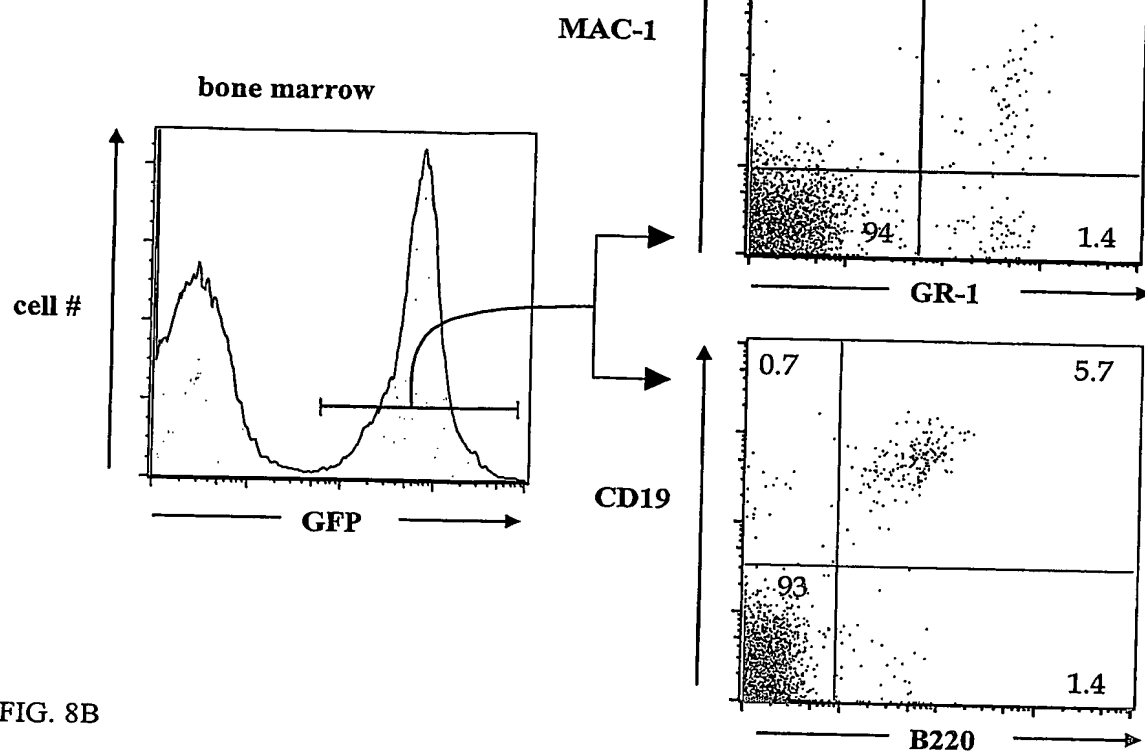 MAC-1
bone marrow
94
1.4
cell #
GR-1
0.7
5.7
CD19
GFP
93
1.4
FIG. 8B
B220